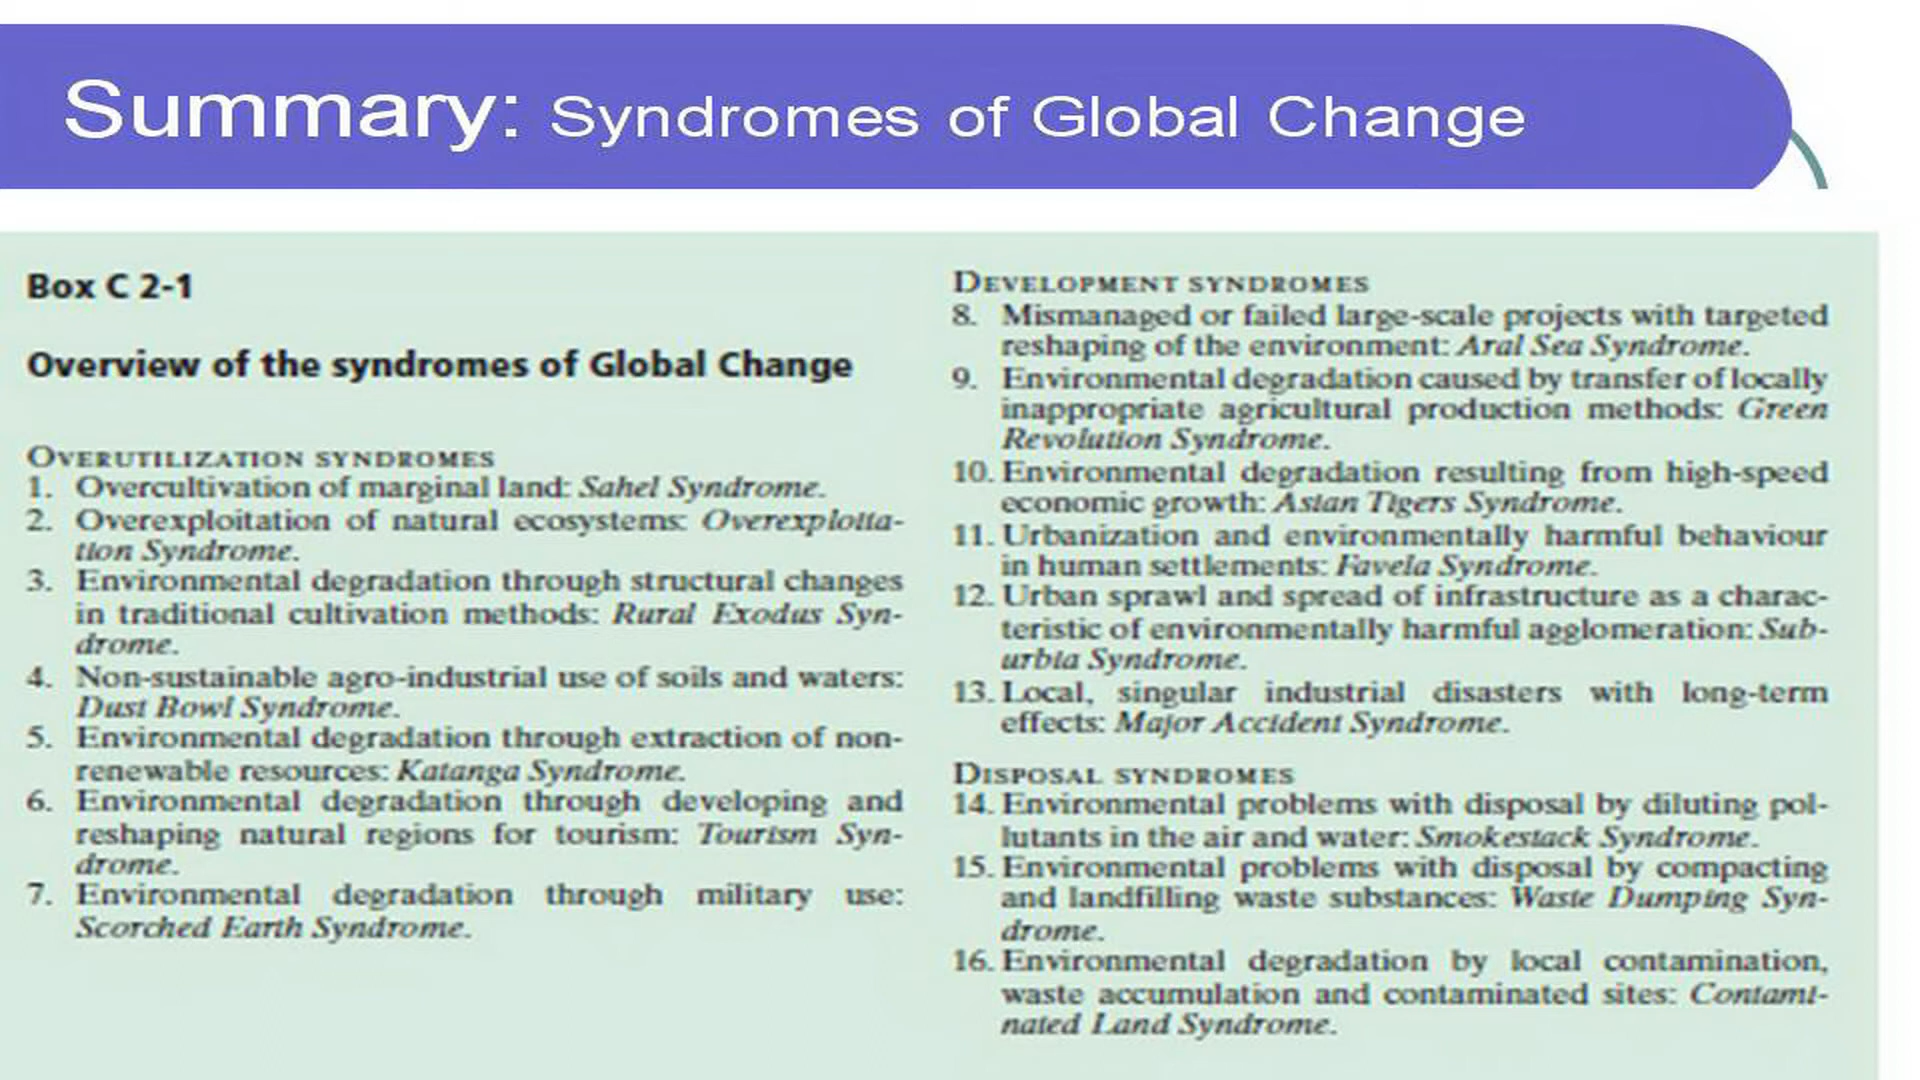 Summary: Syndromes of Global Change
Box C 2-1
Overview of the syndromes of Global Change
OVERUTILIZATION SYNDROMES
1. Overcultivation of marginal land: Sahel Syndrome.
2. Overexploitation of natural ecosystems: Overexploita-
tion Syndrome.
3. Environmental degradation through structural changes
in traditional cultivation methods: Rural Exodus Syn-
drome.
4. Non-sustainable agro-industrial use of soils and waters:
Dust Bowl Syndrome.
5. Environmental degradation through extraction of non-
renewable resources: Katanga Syndrome.
6. Environmental degradation through developing and
reshaping natural regions for tourism: Tourism Syn-
drome.
7. Environmental degradation through military use:
Scorched Earth Syndrome.
DEVELOPMENT SYNDROMES
8. Mismanaged or failed large-scale projects with targeted
reshaping of the environment: Aral Sea Syndrome.
9. Environmental degradation caused by transfer of locally
inappropriate agricultural production methods: Green
Revolution Syndrome.
10. Environmental degradation resulting from high-speed
economic growth: Asian Tigers Syndrome.
11. Urbanization and environmentally harmful behaviour
in human settlements: Favela Syndrome.
12. Urban sprawl and spread of infrastructure as a charac-
teristic of environmentally harmful agglomeration: Sub-
urbia Syndrome.
13. Local, singular industrial disasters with long-term
effects: Major Accident Syndrome.
DISPOSAL SYNDROMES
14. Environmental problems with disposal by diluting pol-
lutants in the air and water: Smokestack Syndrome.
15. Environmental problems with disposal by compacting
and landfilling waste substances: Waste Dumping Syn-
drome.
16. Environmental degradation by local contamination,
waste accumulation and contaminated sites: Contami-
nated Land Syndrome.